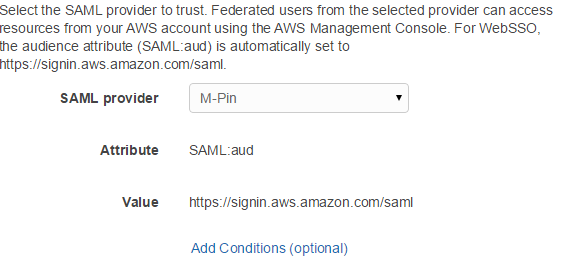 Select the SAML provider to trust. Federated users from the selected provider can access
resources from your AWS account using the AWS Management Console. For WebSSO,
the audience attribute (SAML:aud) is automatically set to
https://signin.aws.amazon.com/saml.
SAML provider M-Pin
Attribute SAML:aud
Value https://signin.aws.amazon.com/saml
Add Conditions (optional)